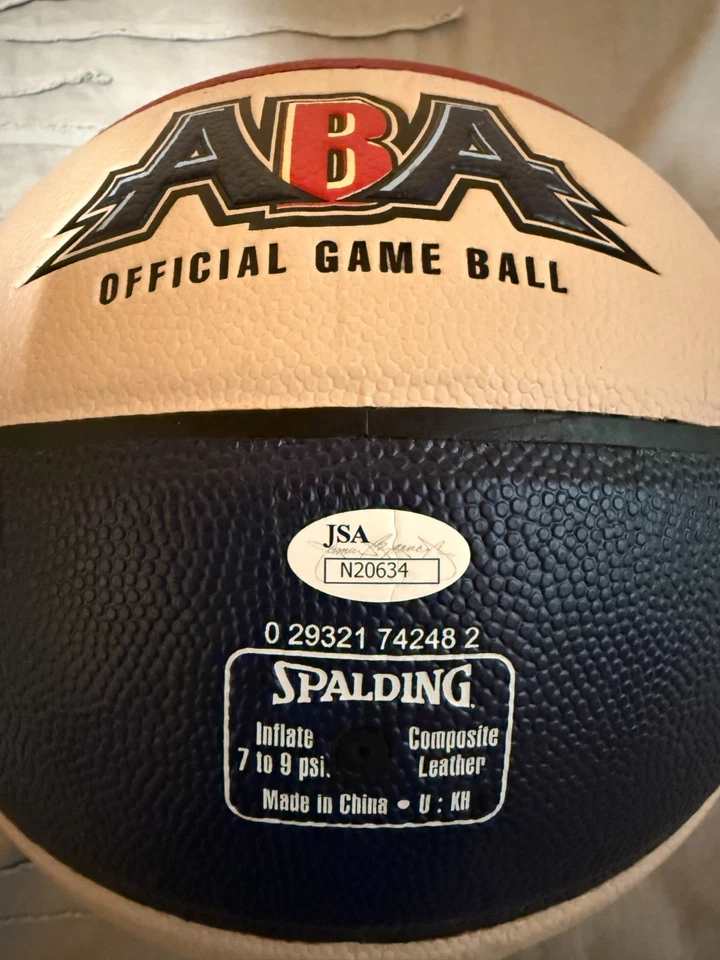 ABA
OFFICIAL GAME BALL
JSA
N20634
0 29321 74248 2
SPALDING
Inflate
7 to 9 psi.
Composite
Leather
Made in China • U : KH